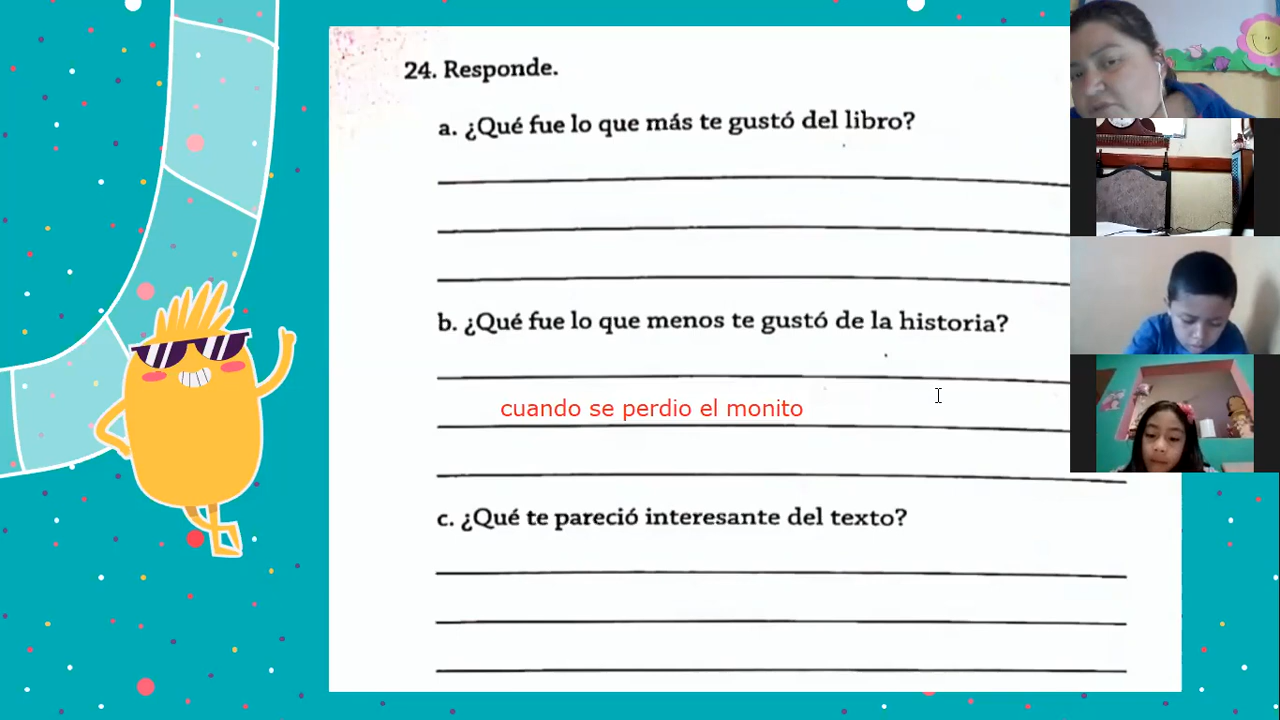 24. Responde.
a. ¿Qué fue lo que más te gustó del libro?
b. ¿Qué fue lo que menos te gustó de la historia?
cuando se perdio el monito
c. ¿Qué te pareció interesante del texto?